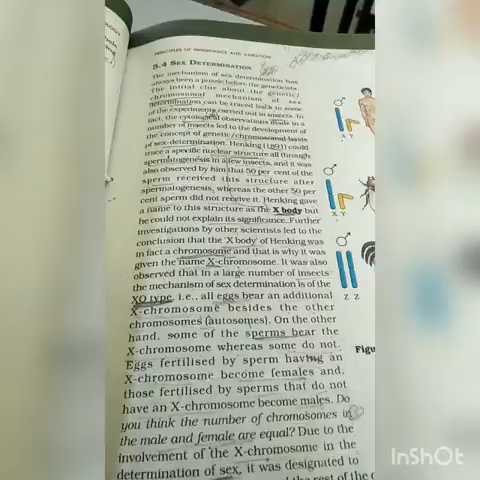 PRINCIPLES OF INHERITANCE AND VARIATION
5.4 SEX DETERMINATION
The mechanism of sex determination has
always been a puzzle before the geneticists.
The initial clue about the genetic/
chromosomal mechanism of sex
determination can be traced back to some
of the experiments carried out in insects. In
fact, the cytological observations made in a
number of insects led to the development of
the concept of genetic/chromosomal basis
of sex-determination. Henking (1891) could
trace a specific nuclear structure all through
spermatogenesis in a few insects, and it was
also observed by him that 50 per cent of the
sperm received this structure after
spermatogenesis, whereas the other 50 per
cent sperm did not receive it. Henking gave
a name to this structure as the X body but
he could not explain its significance. Further
investigations by other scientists led to the
conclusion that the 'X body' of Henking was
in fact a chromosome and that is why it was
given the name X-chromosome. It was also
observed that in a large number of insects
the mechanism of sex determination is of the
XO type, i.e., all eggs bear an additional
X-chromosome besides the other
chromosomes (autosomes). On the other
hand, some of the sperms bear the
X-chromosome whereas some do not.
Eggs fertilised by sperm having an
X-chromosome become females and,
those fertilised by sperms that do not
have an X-chromosome become males. Do
you think the number of chromosomes in
the male and female are equal? Due to the
involvement of the X-chromosome in the
determination of sex, it was designated to
the rest of the
X Y
X Y
Z Z
Figu
InShOt